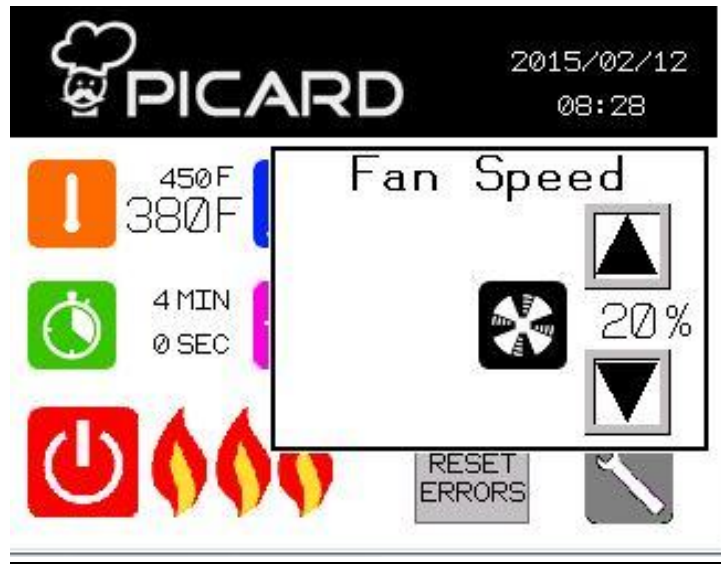 PICARD
2015/02/12
08:28
450F
380F
Fan Speed
20%
4 MIN
0 SEC
RESET
ERRORS